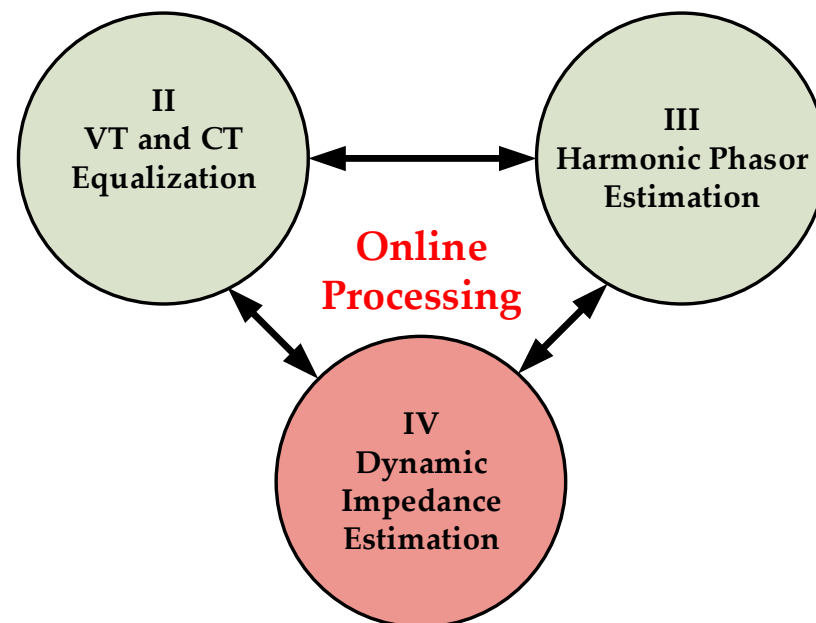 II
VT and CT
Equalization
III
Harmonic Phasor
Estimation
Online
Processing
IV
Dynamic
Impedance
Estimation